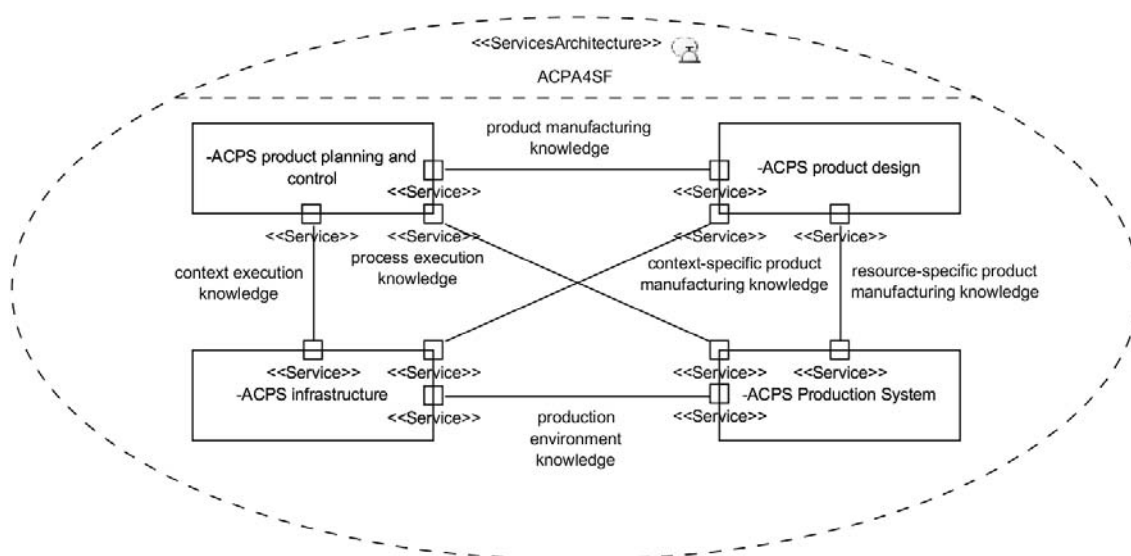 <<ServicesArchitecture>>
ACPA4SF
-ACPS product planning and
control
<<Service>>
<<Service>>
<<Service>>
product manufacturing
knowledge
-ACPS product design
<<Service>>
<<Service>>
<<Service>>
context execution
knowledge
process execution
knowledge
context-specific product
manufacturing knowledge
resource-specific product
manufacturing knowledge
<<Service>>
<<Service>>
-ACPS infrastructure
<<Service>>
<<Service>>
<<Service>>
-ACPS Production System
<<Service>>
production
environment
knowledge